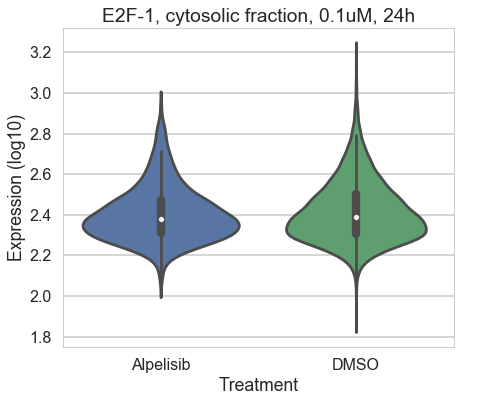 E2F-1, cytosolic fraction, 0.1uM, 24h
Expression (log10)
3.2
3.0
2.8
2.6
2.4
2.2
2.0
1.8
Alpelisib DMSO
Treatment